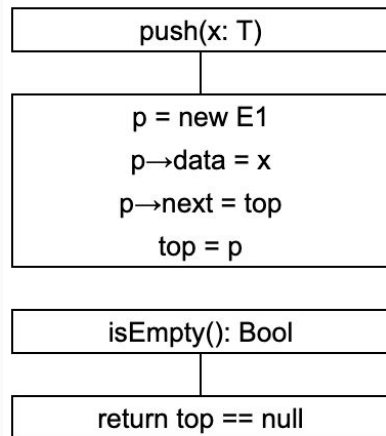 push(x: T)
p = new E1
p→data = x
p→next = top
top = p
isEmpty(): Bool
return top == null